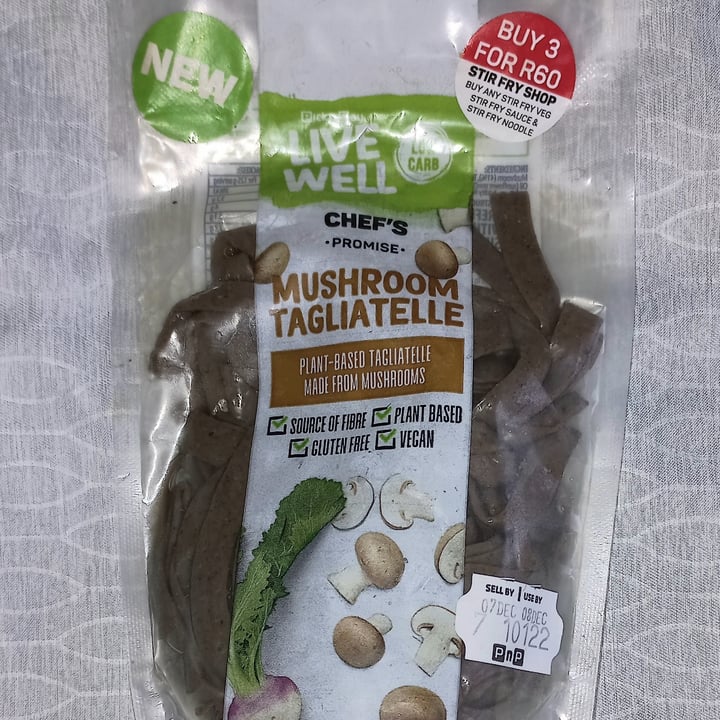 NEW
BUY 3
FOR R60
STIR FRY SHOP
BUY ANY STIR FRY VEG
STIR FRY SAUCE &
STIR FRY NOODLE
LIVE
WELL
LOW
CARB
CHEF'S
• PROMISE •
MUSHROOM
TAGLIATELLE
PLANT-BASED TAGLIATELLE
MADE FROM MUSHROOMS
SOURCE OF FIBRE PLANT BASED
GLUTEN FREE VEGAN
SELL BY USE BY
07DEC 08DEC
7 10122
PnP